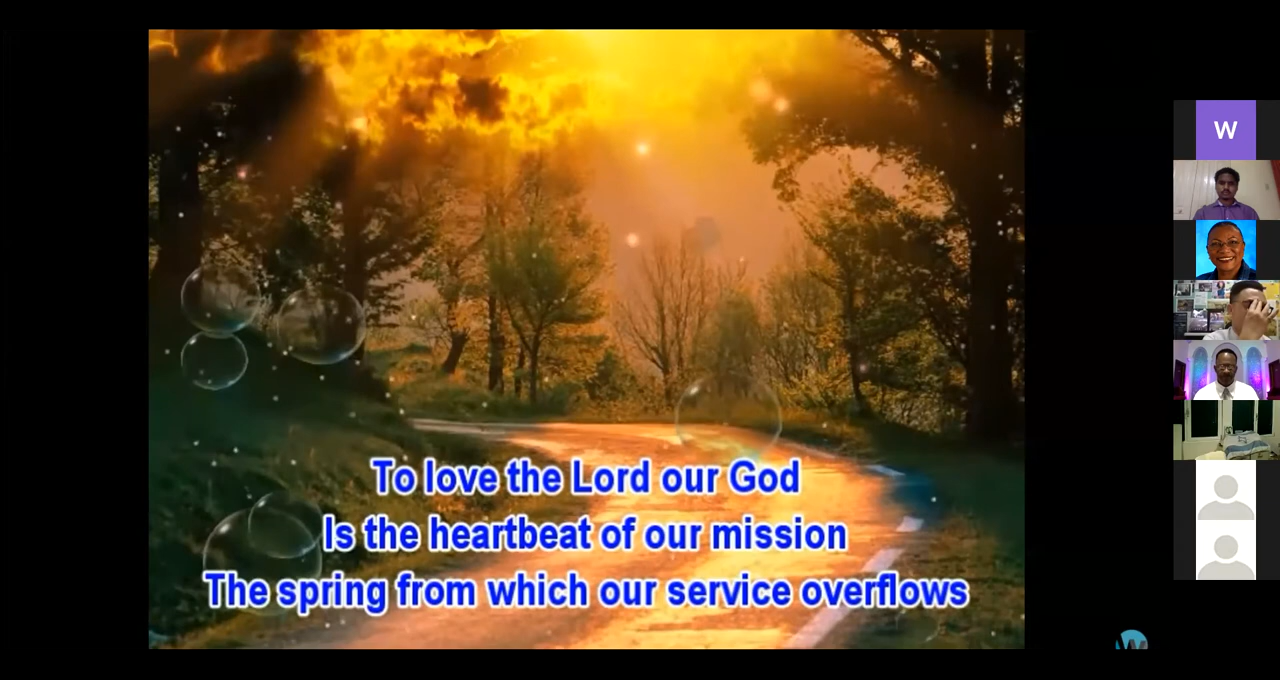 W
To love the Lord our God
Is the heartbeat of our mission
The spring from which our service overflows
W